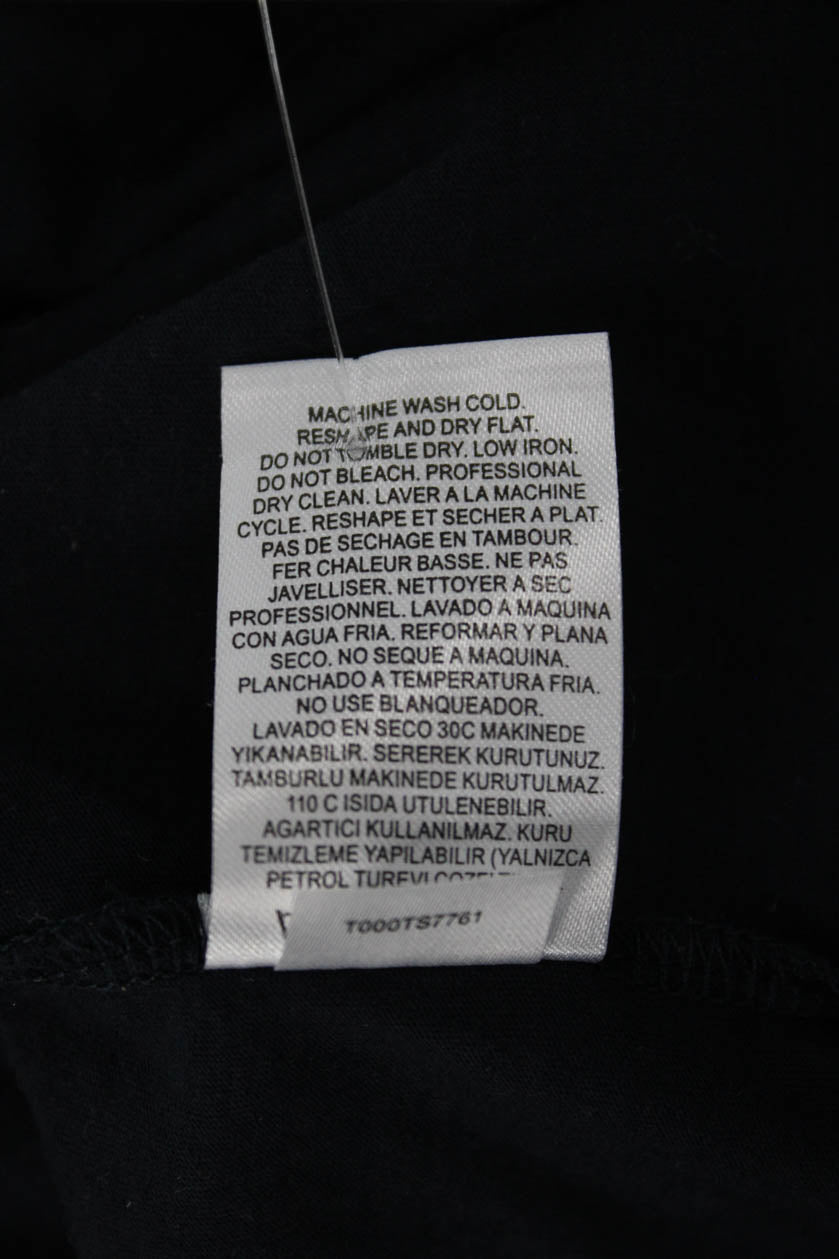 MACHINE WASH COLD.
RESHAPE AND DRY FLAT.
DO NOT TUMBLE DRY. LOW IRON.
DO NOT BLEACH. PROFESSIONAL
DRY CLEAN. LAVER A LA MACHINE
CYCLE. RESHAPE ET SECHER A PLAT.
PAS DE SECHAGE EN TAMBOUR.
FER CHALEUR BASSE. NE PAS
JAVELLISER. NETTOYER A SEC
PROFESSIONNEL. LAVADO A MAQUINA
CON AGUA FRIA. REFORMAR Y PLANA
SECO. NO SEQUE A MAQUINA.
PLANCHADO A TEMPERATURA FRIA.
NO USE BLANQUEADOR.
LAVADO EN SECO 30C MAKINEDE
YIKANABILIR. SEREREK KURUTUNUZ.
TAMBURLU MAKINEDE KURUTULMAZ.
110 C ISIDA UTULENEBILIR.
AGARTICI KULLANILMAZ. KURU
TEMIZLEME YAPILABILIR (YALNIZCA
PETROL TUREVI
T000TS7761